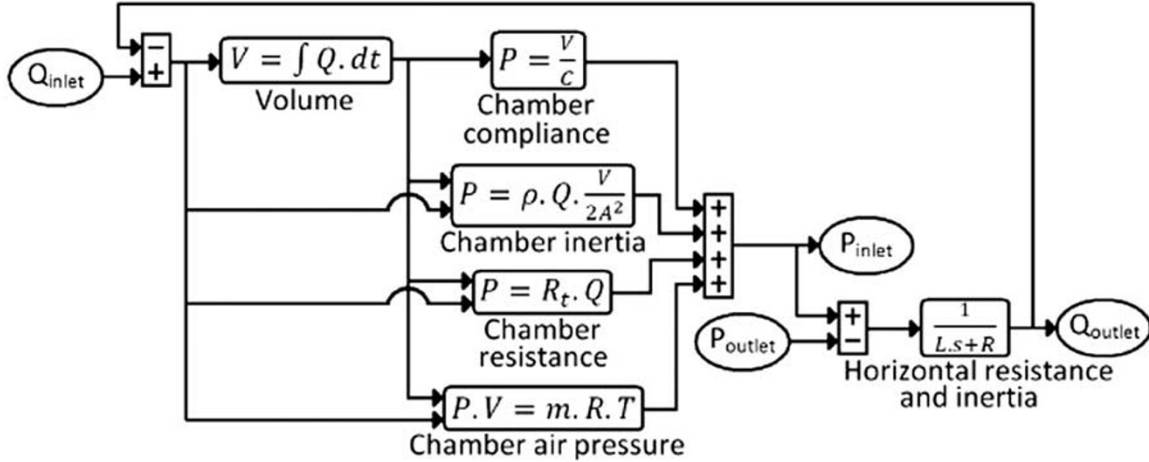 −
+
Q_inlet
V = ∫ Q. dt
Volume
P = V/C
Chamber
compliance
P = ρ. Q. V/2A²
Chamber inertia
P = R_t. Q
Chamber
resistance
P. V = m. R. T
Chamber air pressure
+
+
+
+
P_inlet
P_outlet
+
−
1/L.s+R
Horizontal resistance
and inertia
Q_outlet